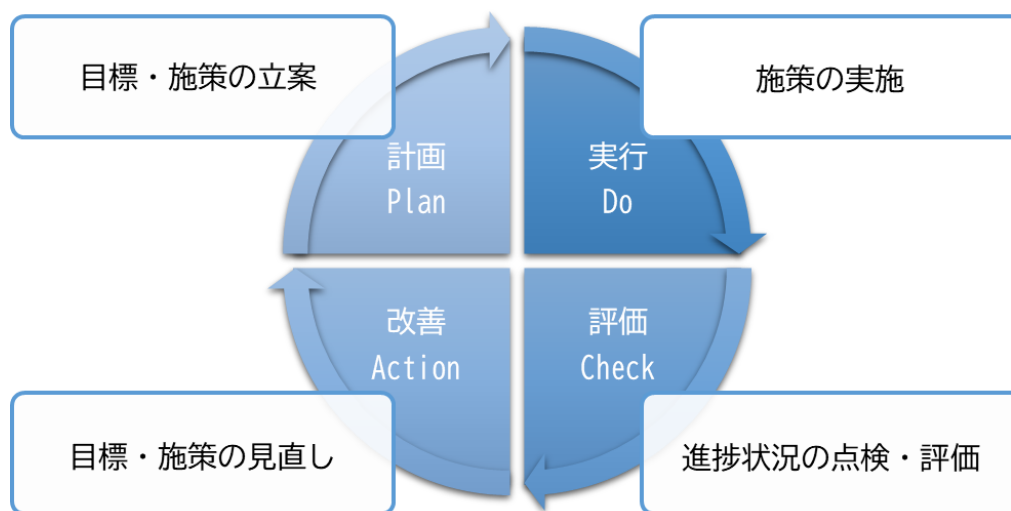 目標・施策の立案
施策の実施
計画
Plan
実行
Do
改善
Action
評価
Check
目標・施策の見直し
進捗状況の点検・評価